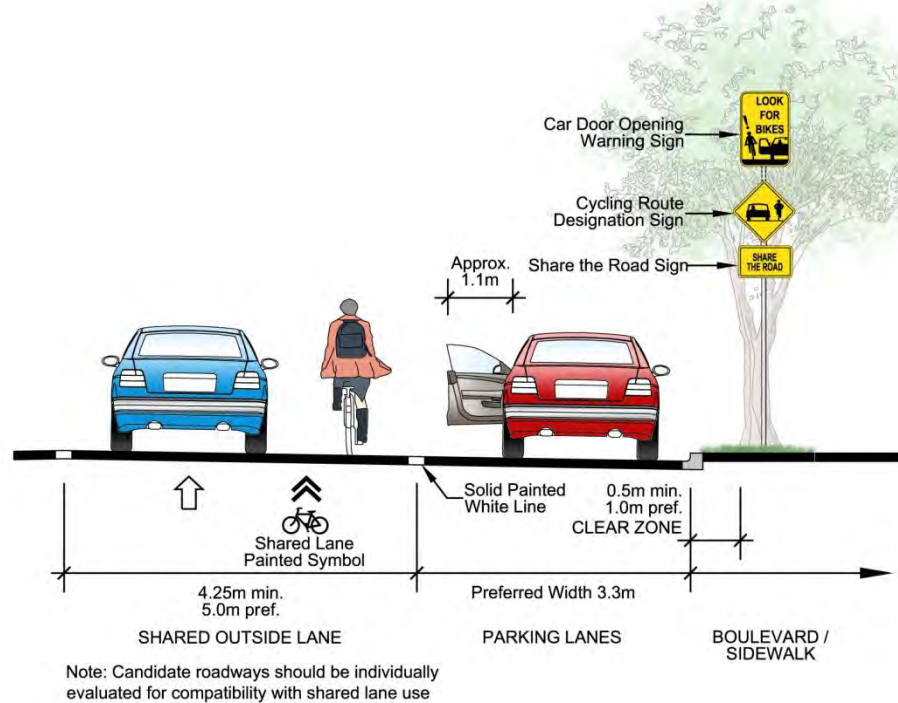 LOOK
FOR
BIKES
Car Door Opening
Warning Sign
Cycling Route
Designation Sign
Share the Road Sign
SHARE
THE ROAD
Approx.
1.1m
Solid Painted
White Line
0.5m min.
1.0m pref.
CLEAR ZONE
Shared Lane
Painted Symbol
4.25m min.
5.0m pref.
Preferred Width 3.3m
SHARED OUTSIDE LANE
PARKING LANES
BOULEVARD /
SIDEWALK
Note: Candidate roadways should be individually
evaluated for compatibility with shared lane use